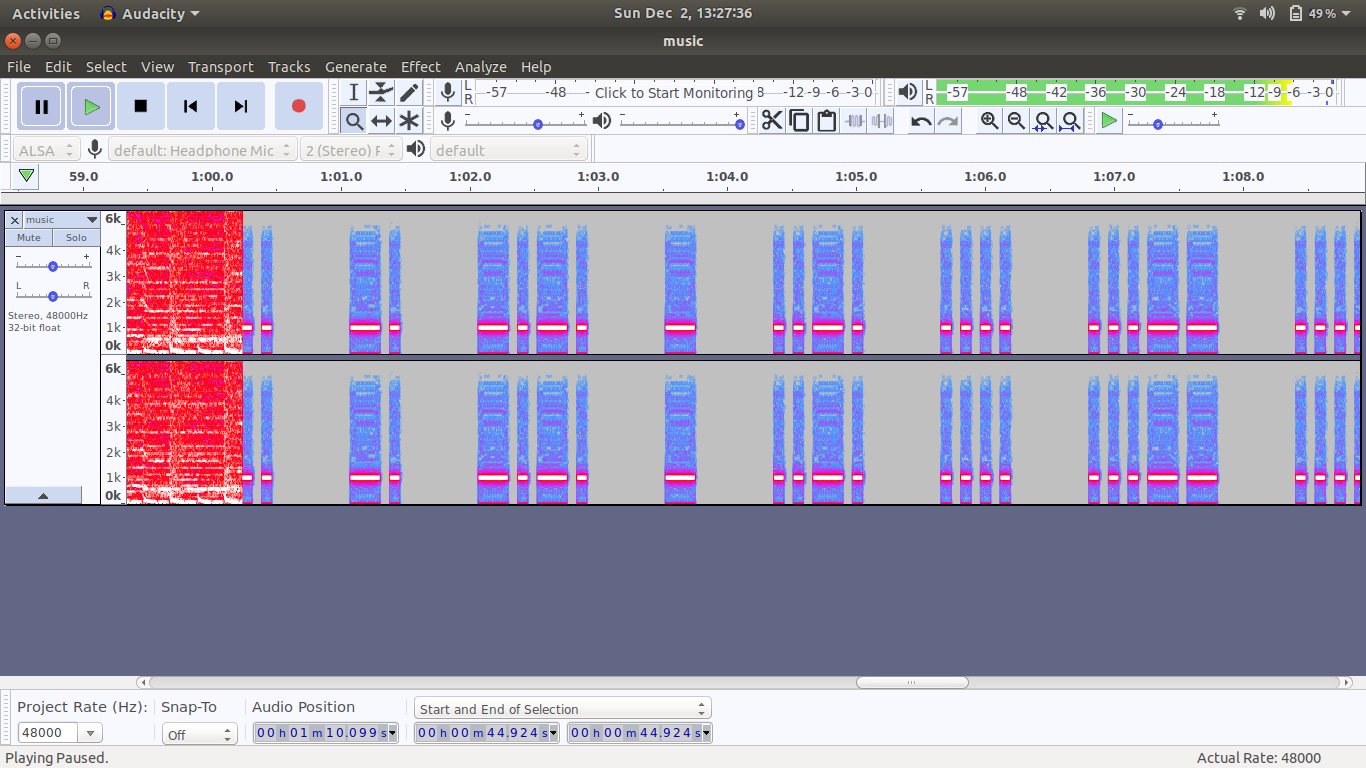 Activities Audacity Sun Dec 2, 13:27:36 49%
music
File Edit Select View Transport Tracks Generate Effect Analyze Help
L R -57 -48 - Click to Start Monitoring 8 -12 -9 -6 -3 0 L R -57 -48 -42 -36 -30 -24 -18 -12 -9 -6 -3 0
- + - + - +
ALSA default: Headphone Mic 2 (Stereo) default
59.0 1:00.0 1:01.0 1:02.0 1:03.0 1:04.0 1:05.0 1:06.0 1:07.0 1:08.0
x music 6k
Mute Solo
- + 4k
3k
L R 2k
Stereo, 48000Hz 1k
32-bit float
0k
6k
4k
3k
2k
1k
0k
Project Rate (Hz): Snap-To Audio Position Start and End of Selection
48000 Off 00 h 01 m 10.099 s 00 h 00 m 44.924 s 00 h 00 m 44.924 s
Playing Paused. Actual Rate: 48000